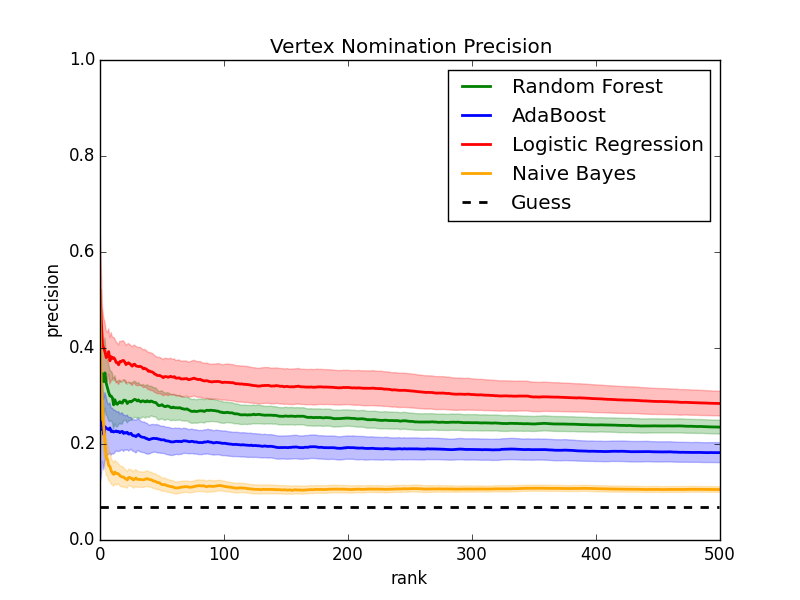 Vertex Nomination Precision
1.0
0.8
0.6
0.4
0.2
0.0
precision
Random Forest
AdaBoost
Logistic Regression
Naive Bayes
Guess
0 100 200 300 400 500
rank